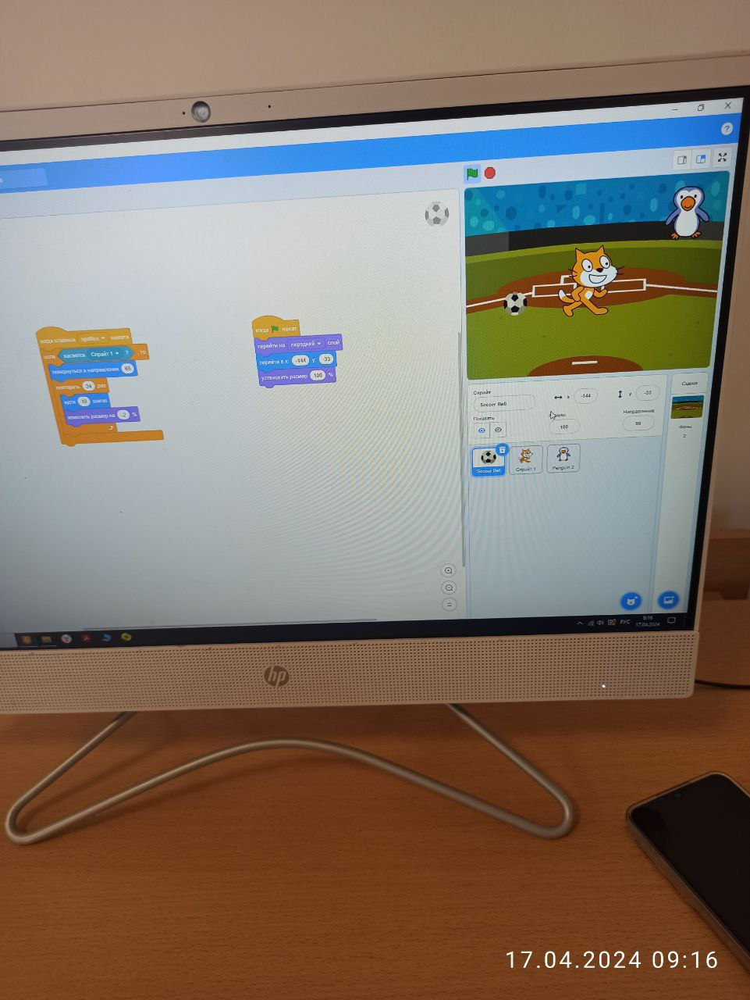 ?
когда клавиша пробел нажата
если касается Спрайт 1 ? , то
повернуться в направлении 65
повторить 34 раз
идти 10 шагов
изменить размер на -2 %
когда нажат
перейти на передний слой
перейти в x: -144 y: -33
установить размер 100 %
Спрайт
Soccer Ball
x -144
y -33
Показать
100
Направление
90
Soccer Ball
Спрайт 1
Penguin 2
Сцена
Фоны
2
РУС
9:16
17.04.2024
hp
17.04.2024 09:16